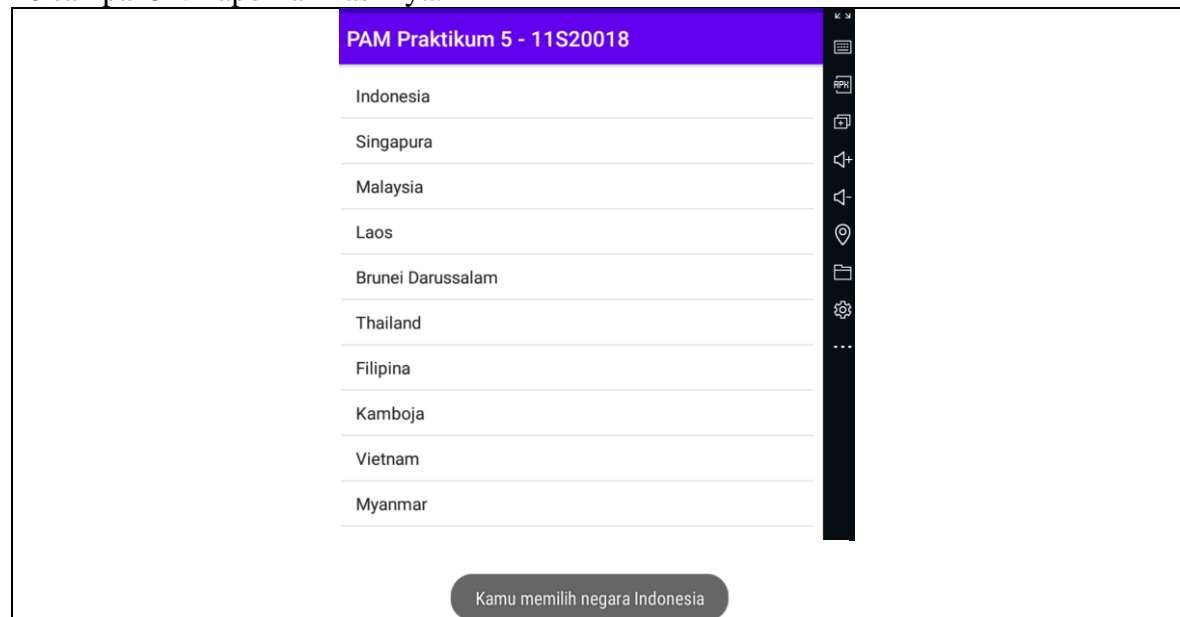 PAM Praktikum 5 - 11S20018
Indonesia
Singapura
Malaysia
Laos
Brunei Darussalam
Thailand
Filipina
Kamboja
Vietnam
Myanmar
Kamu memilih negara Indonesia
APK